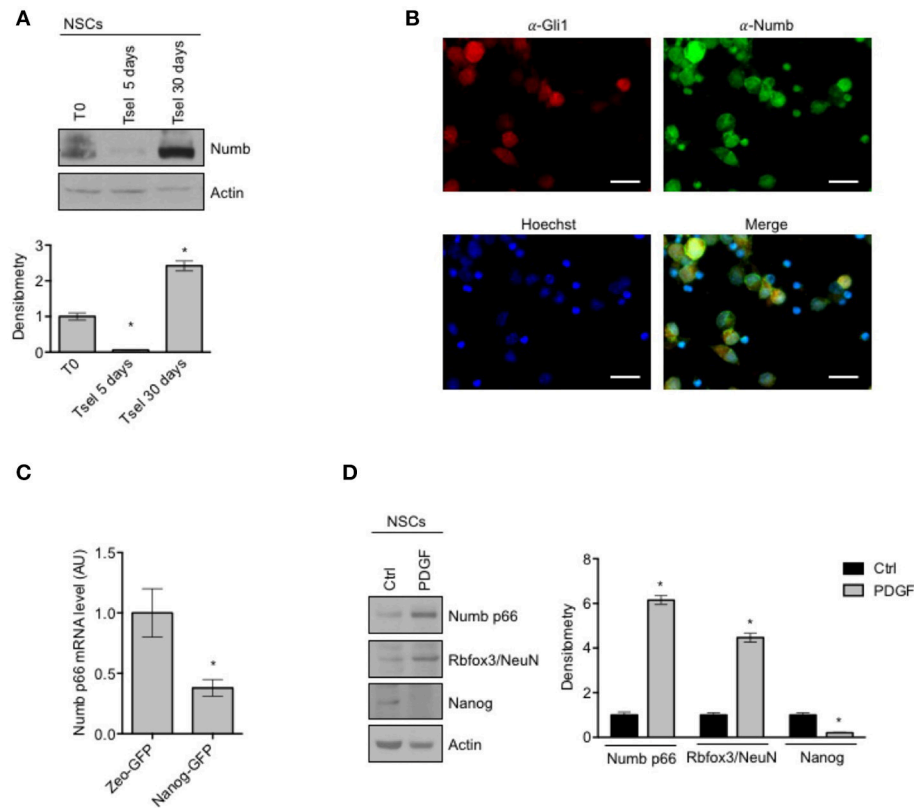 A
NSCs
T0
Tsel 5 days
Tsel 30 days
Numb
Actin
3
2
1
0
Densitometry
*
*
T0
Tsel 5 days
Tsel 30 days
B
α-Gli1
α-Numb
Hoechst
Merge
C
1.5
1.0
0.5
0.0
Numb p66 mRNA level (AU)
*
Zeo-GFP
Nanog-GFP
D
NSCs
Ctrl
PDGF
Numb p66
Rbfox3/NeuN
Nanog
Actin
8
6
4
2
0
Densitometry
*
*
*
Numb p66
Rbfox3/NeuN
Nanog
Ctrl
PDGF